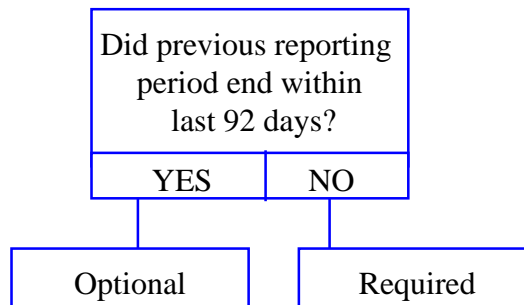 Did previous reporting
period end within
last 92 days?
YES NO
Optional Required